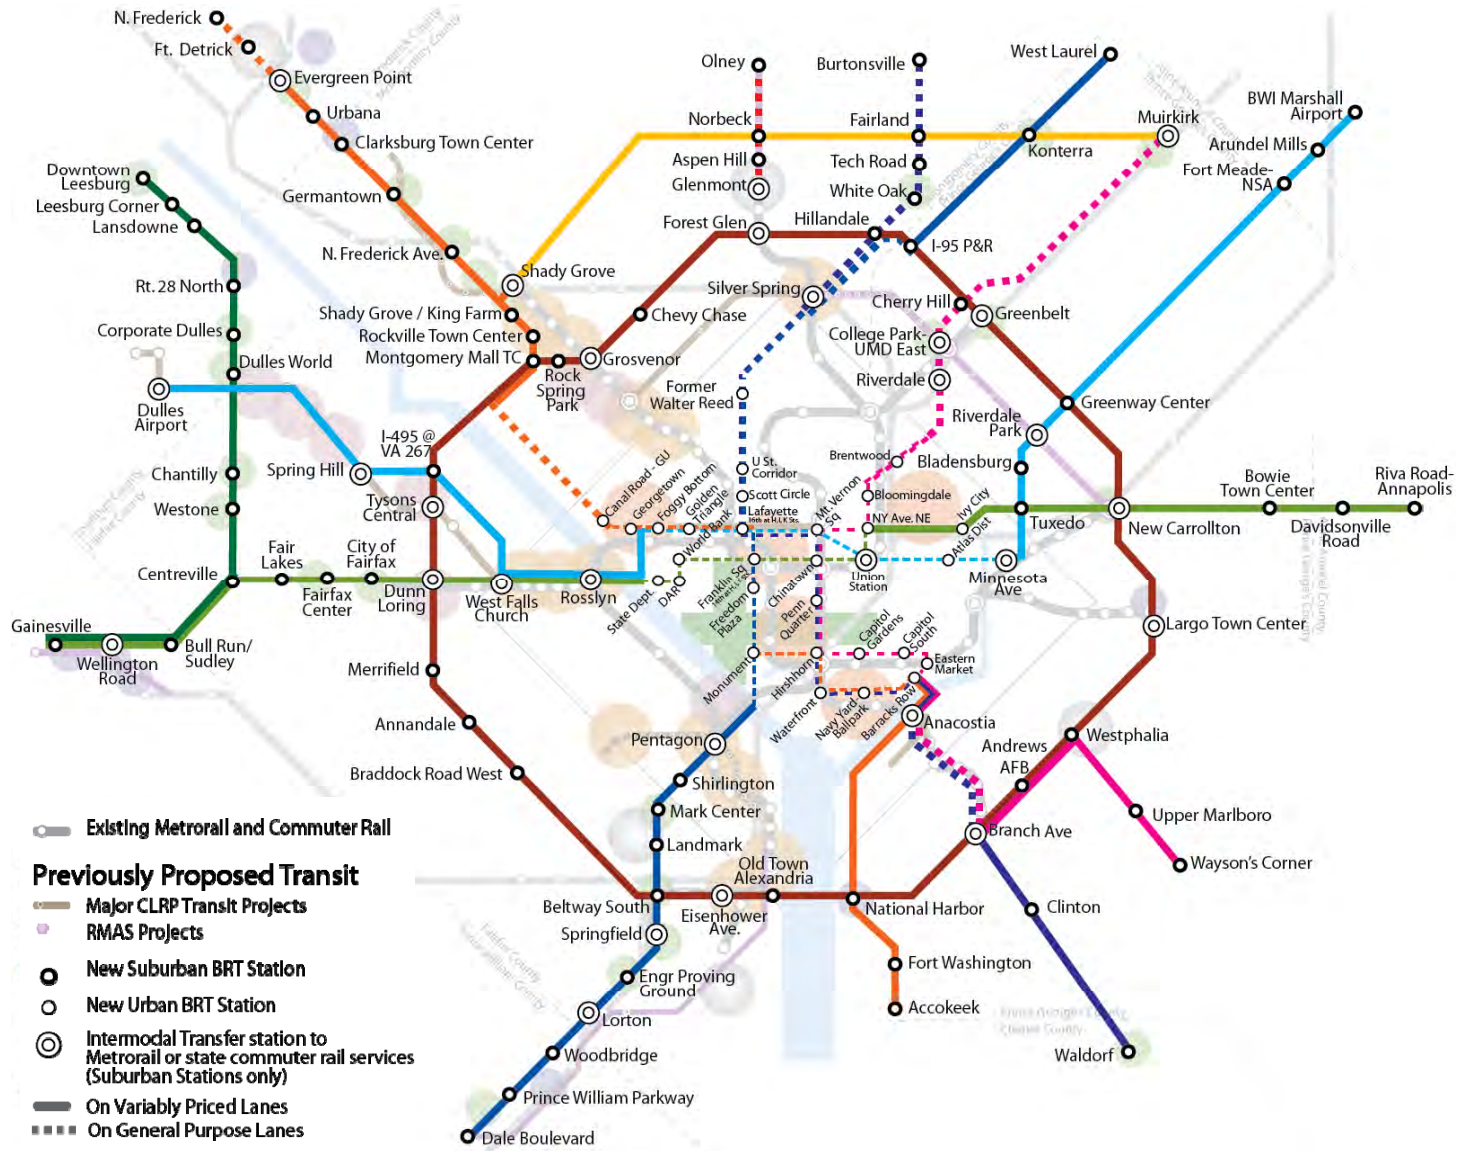 N. Frederick
Ft. Detrick
Evergreen Point
Urbana
Clarksburg Town Center
Germantown
N. Frederick Ave.
Shady Grove
Shady Grove / King Farm
Rockville Town Center
Montgomery Mall TC
Rock
Spring
Park
Grosvenor
Chevy Chase
Olney
Norbeck
Aspen Hill
Glenmont
Forest Glen
Burtonsville
Fairland
Tech Road
White Oak
Hillandale
I-95 P&R
West Laurel
Konterra
Muirkirk
BWI Marshall
Airport
Arundel Mills
Fort Meade-
NSA
Silver Spring
Cherry Hill
Greenbelt
College Park-
UMD East
Riverdale
Riverdale
Park
Greenway Center
Bladensburg
Tuxedo
New Carrollton
Bowie
Town Center
Davidsonville
Road
Riva Road-
Annapolis
Minnesota
Ave
Largo Town Center
Downtown
Leesburg
Leesburg Corner
Lansdowne
Rt. 28 North
Corporate Dulles
Dulles World
Dulles
Airport
Chantilly
Westone
Centreville
Gainesville
Wellington
Road
Bull Run/
Sudley
Fair
Lakes
Fairfax
Center
City of
Fairfax
Dunn
Loring
I-495 @
VA 267
Spring Hill
Tysons
Central
West Falls
Church
Rosslyn
Merrifield
Annandale
Braddock Road West
Former
Walter Reed
U St.
Corridor
Scott Circle
Lafayette
16th at H, I, K Sts.
Canal Road - GU
Georgetown
Foggy Bottom
Golden
Triangle
World Bank
Mt. Vernon
Sq
Brentwood
Bloomingdale
NY Ave. NE
Ivy City
Atlas Dist
Union
Station
State Dept.
DAR
Franklin Sq
Freedom
Plaza
Chinatown
Penn
Quarter
Monument
Hirshhorn
Capitol
Gardens
Capitol
South
Eastern
Market
Waterfront
Navy Yard-
Ballpark
Barracks Row
Anacostia
Pentagon
Shirlington
Mark Center
Landmark
Beltway South
Springfield
Eisenhower
Ave.
Old Town
Alexandria
National Harbor
Fort Washington
Accokeek
Engr Proving
Ground
Lorton
Woodbridge
Prince William Parkway
Dale Boulevard
Andrews
AFB
Westphalia
Branch Ave
Upper Marlboro
Wayson's Corner
Clinton
Waldorf
Existing Metrorail and Commuter Rail
Previously Proposed Transit
Major CLRP Transit Projects
RMAS Projects
New Suburban BRT Station
New Urban BRT Station
Intermodal Transfer station to
Metrorail or state commuter rail services
(Suburban Stations only)
On Variably Priced Lanes
On General Purpose Lanes